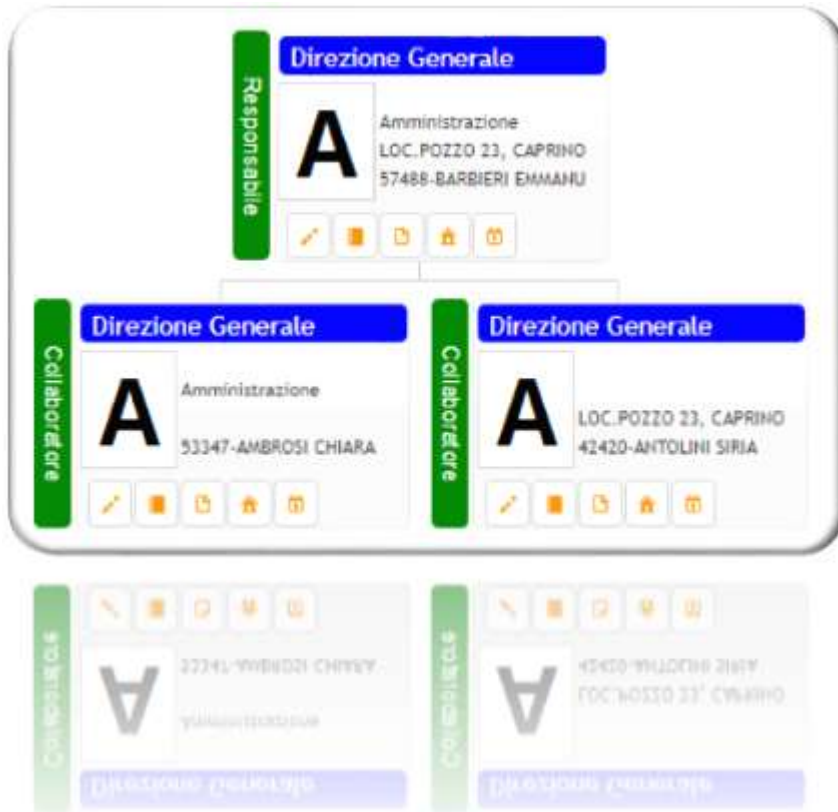 Direzione Generale
Responsabile
A
Amministrazione
LOC.POZZO 23, CAPRINO
57488-BARBIERI EMMANU
Direzione Generale
Collaboratore
A
Amministrazione
53347-AMBROSI CHIARA
Direzione Generale
Collaboratore
A
LOC.POZZO 23, CAPRINO
42420-ANTOLINI SIRIA